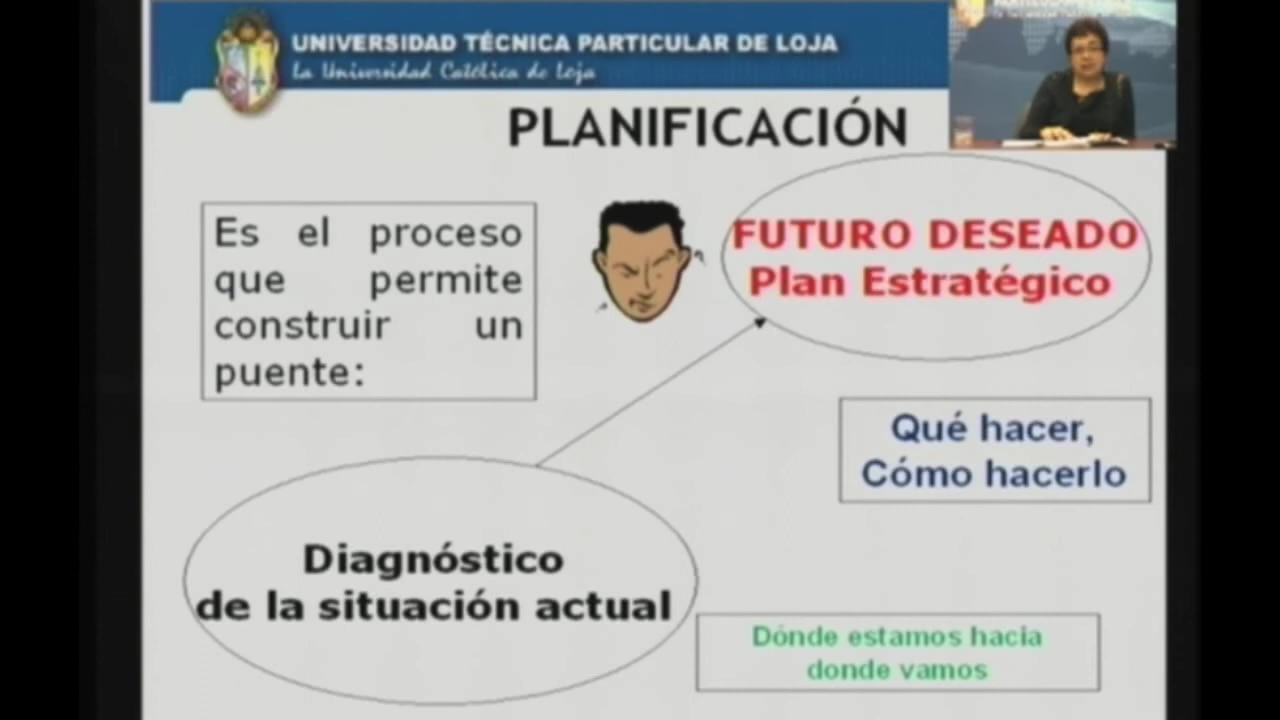 UNIVERSIDAD TÉCNICA PARTICULAR DE LOJA
La Universidad Católica de Loja
PLANIFICACIÓN
Es el proceso
que permite
construir un
puente:
FUTURO DESEADO
Plan Estratégico
Qué hacer,
Cómo hacerlo
Diagnóstico
de la situación actual
Dónde estamos hacia
donde vamos